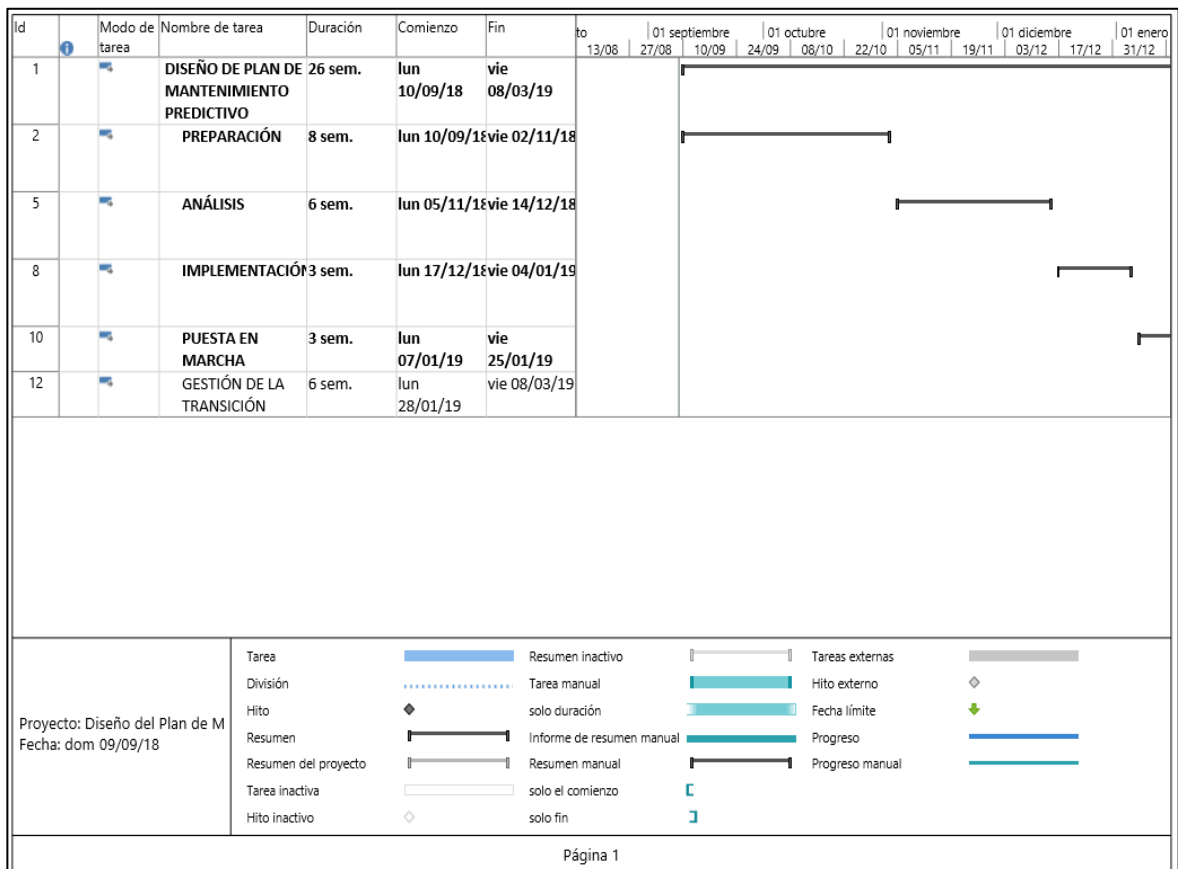 Id Modo de tarea Nombre de tarea Duración Comienzo Fin
to 01 septiembre 01 octubre 01 noviembre 01 diciembre 01 enero
13/08 27/08 10/09 24/09 08/10 22/10 05/11 19/11 03/12 17/12 31/12
1 DISEÑO DE PLAN DE 26 sem. lun vie
MANTENIMIENTO 10/09/18 08/03/19
PREDICTIVO
2 PREPARACIÓN 8 sem. lun 10/09/18 vie 02/11/18
5 ANÁLISIS 6 sem. lun 05/11/18 vie 14/12/18
8 IMPLEMENTACIÓN 3 sem. lun 17/12/18 vie 04/01/19
10 PUESTA EN 3 sem. lun vie
MARCHA 07/01/19 25/01/19
12 GESTIÓN DE LA 6 sem. lun vie 08/03/19
TRANSICIÓN 28/01/19
Proyecto: Diseño del Plan de M
Fecha: dom 09/09/18
Tarea
División
Hito
Resumen
Resumen del proyecto
Tarea inactiva
Hito inactivo
Resumen inactivo
Tarea manual
solo duración
Informe de resumen manual
Resumen manual
solo el comienzo
solo fin
Tareas externas
Hito externo
Fecha límite
Progreso
Progreso manual
Página 1